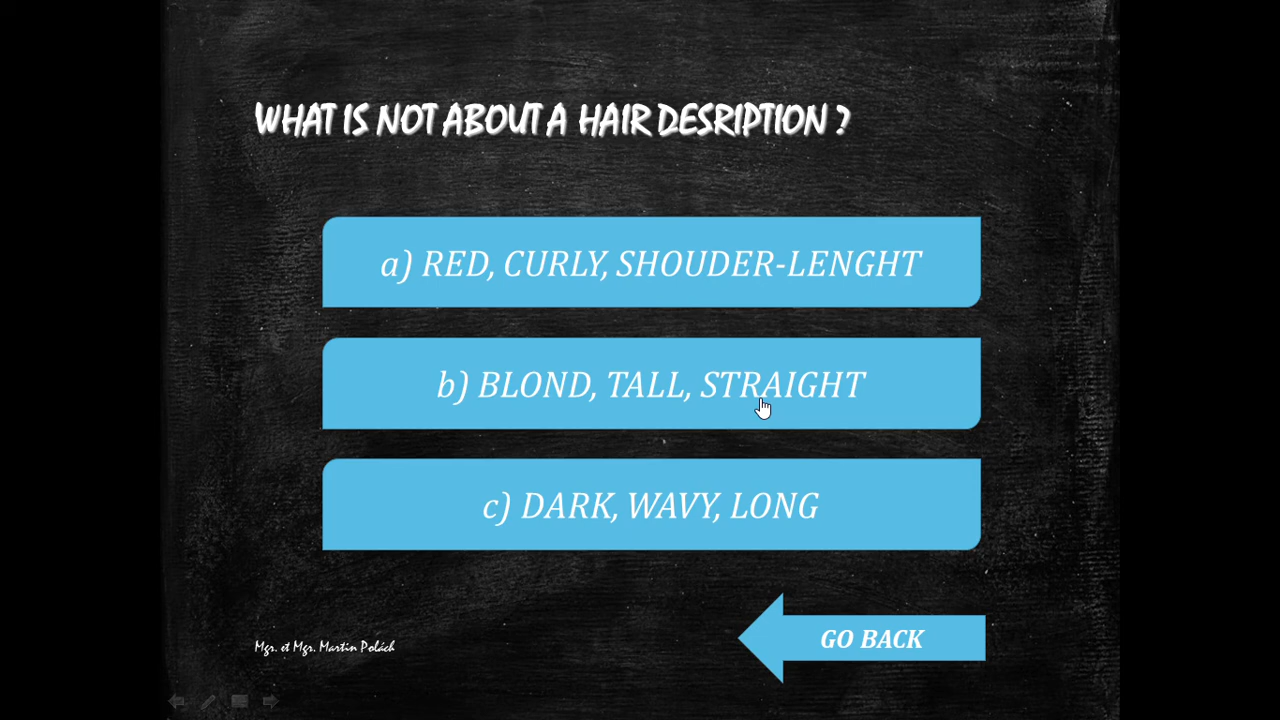 WHAT IS NOT ABOUT A HAIR DESRIPTION ?
a) RED, CURLY, SHOUDER-LENGHT
b) BLOND, TALL, STRAIGHT
c) DARK, WAVY, LONG
GO BACK
Mgr. et Mgr. Martin Polách